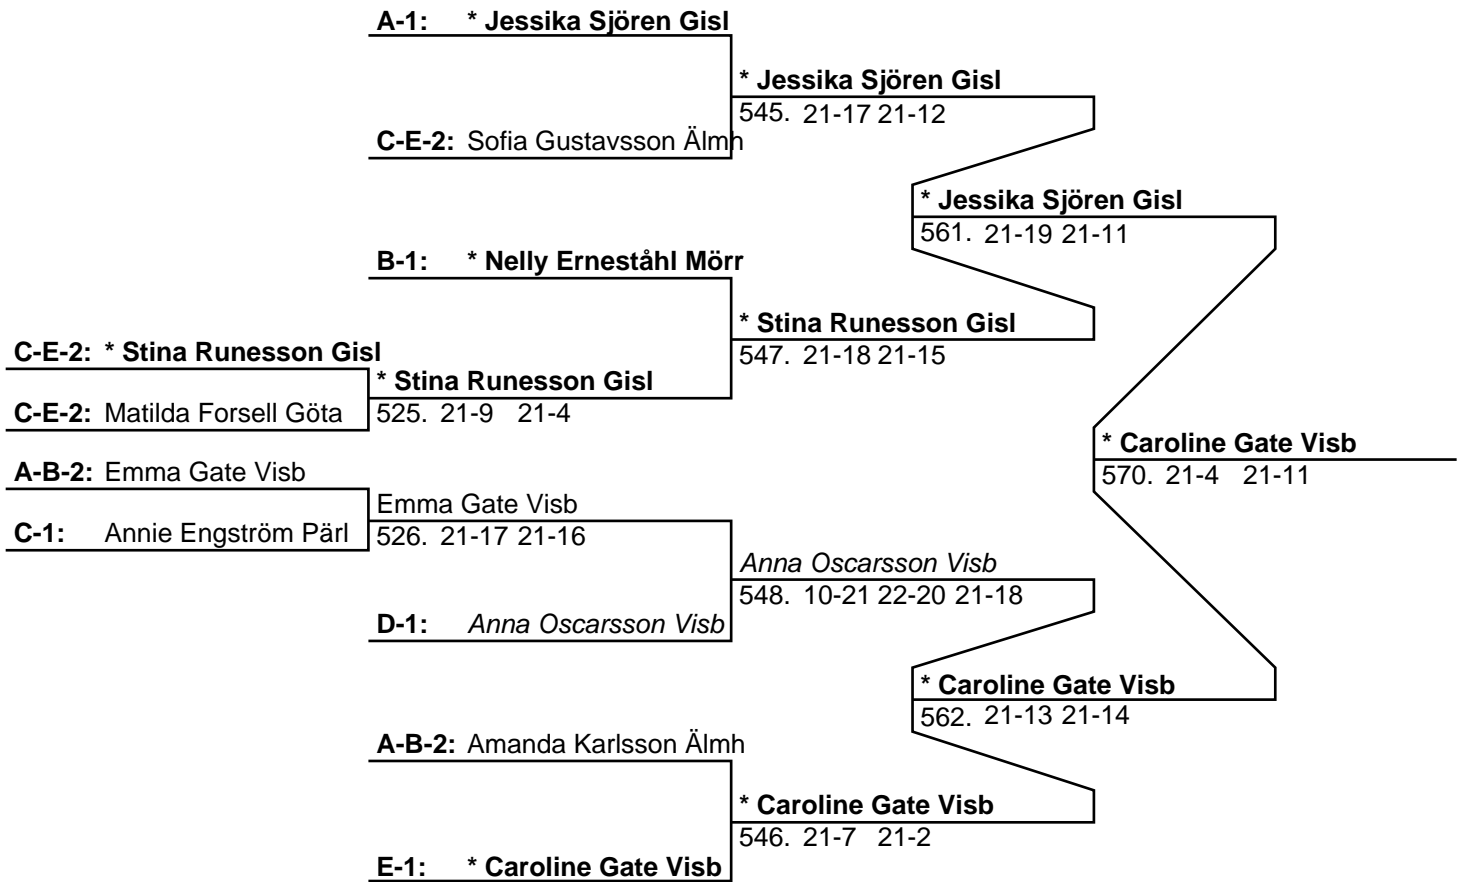 A-1: * Jessika Sjören Gisl
* Jessika Sjören Gisl
545. 21-17 21-12
C-E-2: Sofia Gustavsson Älmh
* Jessika Sjören Gisl
561. 21-19 21-11
B-1: * Nelly Erneståhl Mörr
* Stina Runesson Gisl
547. 21-18 21-15
C-E-2: * Stina Runesson Gisl
* Stina Runesson Gisl
525. 21-9 21-4
C-E-2: Matilda Forsell Göta
* Caroline Gate Visb
570. 21-4 21-11
A-B-2: Emma Gate Visb
Emma Gate Visb
526. 21-17 21-16
C-1: Annie Engström Pärl
Anna Oscarsson Visb
548. 10-21 22-20 21-18
D-1: Anna Oscarsson Visb
* Caroline Gate Visb
562. 21-13 21-14
A-B-2: Amanda Karlsson Älmh
* Caroline Gate Visb
546. 21-7 21-2
E-1: * Caroline Gate Visb